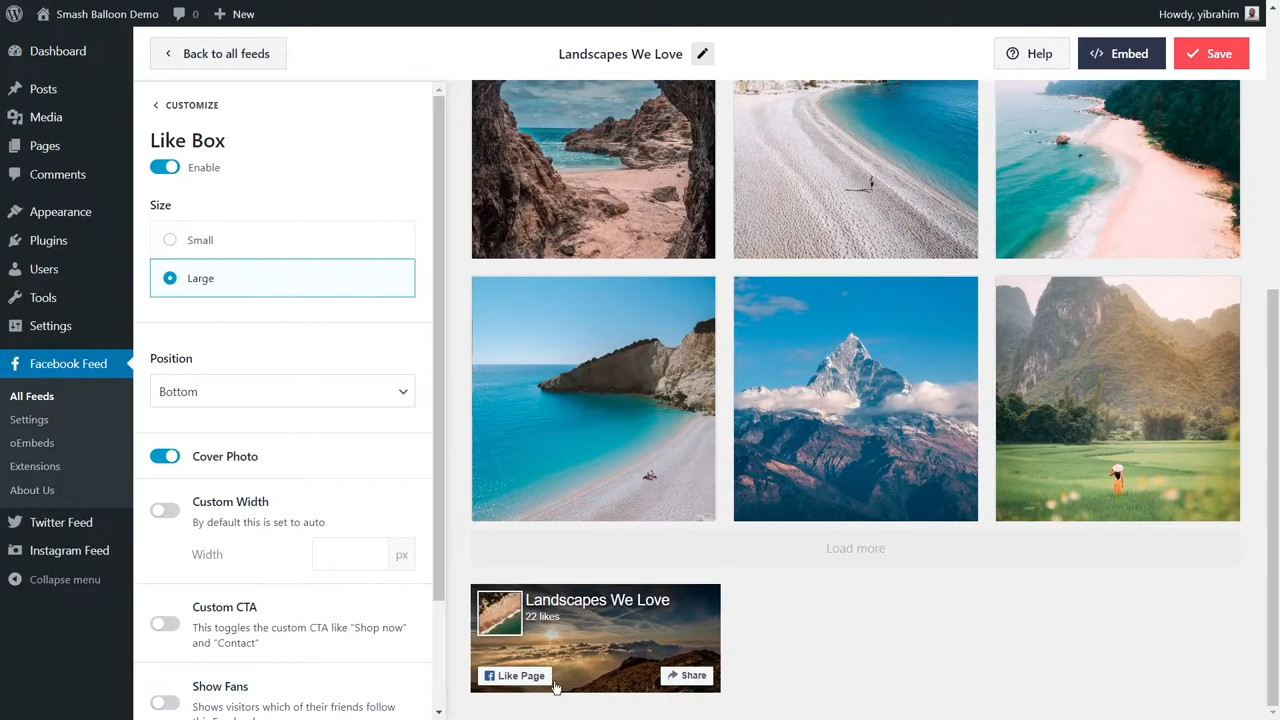 Smash Balloon Demo
0
New
Howdy, yibrahim
Dashboard
Posts
Media
Pages
Comments
Appearance
Plugins
Users
Tools
Settings
Facebook Feed
All Feeds
Settings
oEmbeds
Extensions
About Us
Twitter Feed
Instagram Feed
Collapse menu
Back to all feeds
Landscapes We Love
Help
Embed
Save
CUSTOMIZE
Like Box
Enable
Size
Small
Large
Position
Bottom
Cover Photo
Custom Width
By default this is set to auto
Width
px
Custom CTA
This toggles the custom CTA like "Shop now"
and "Contact"
Show Fans
Shows visitors which of their friends follow
Load more
Landscapes We Love
22 likes
Like Page
Share